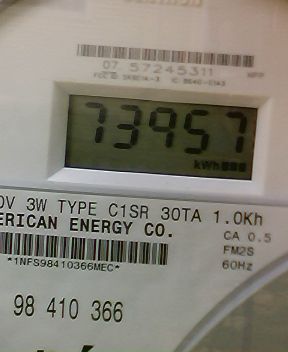 07 57245311
73957
kWh
0V 3W TYPE C1SR 30TA 1.0Kh
ERICAN ENERGY CO.
CA 0.5
FM2S
60Hz
*1NFS98410366MEC*
98 410 366